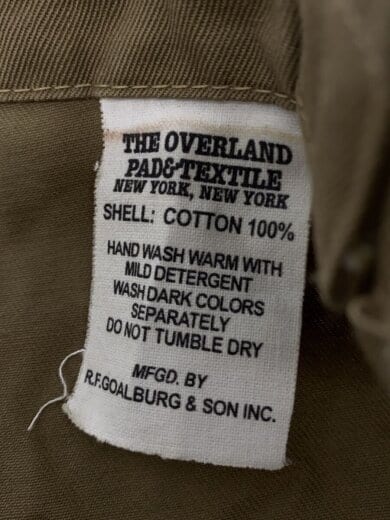 THE OVERLAND
PAD&TEXTILE
NEW YORK, NEW YORK
SHELL: COTTON 100%
HAND WASH WARM WITH
MILD DETERGENT
WASH DARK COLORS
SEPARATELY
DO NOT TUMBLE DRY
MFGD. BY
R.F.GOALBURG & SON INC.